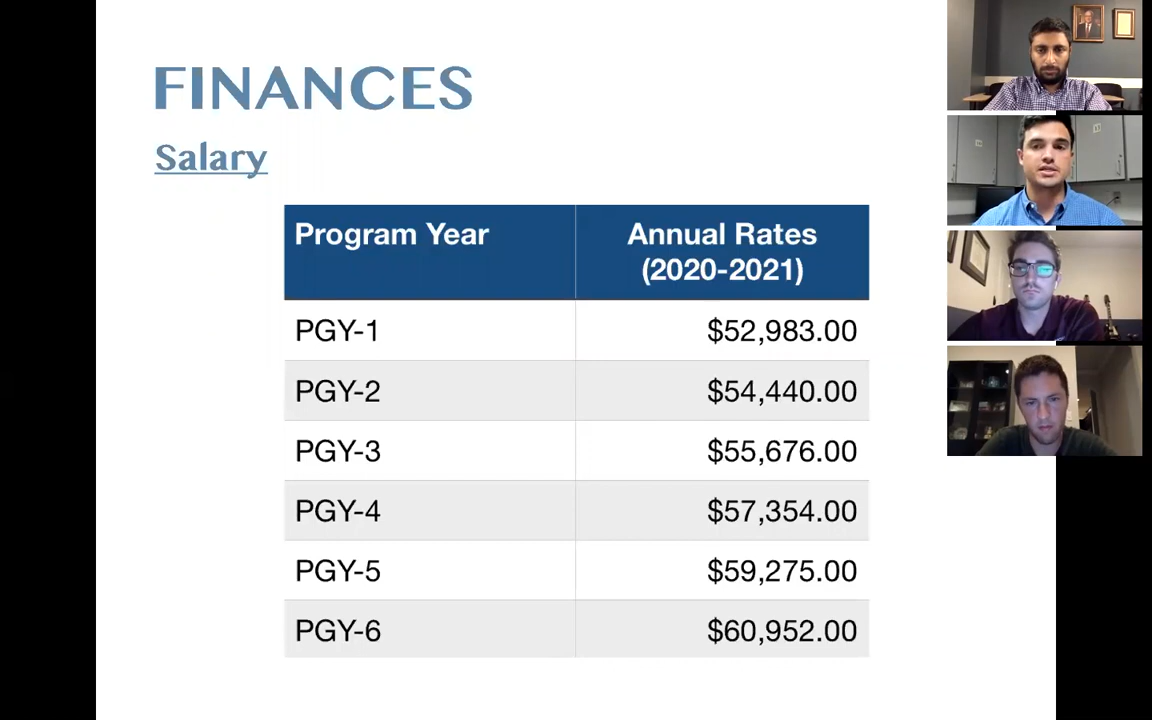 FINANCES
Salary
Program Year
Annual Rates
(2020-2021)
PGY-1
$52,983.00
PGY-2
$54,440.00
PGY-3
$55,676.00
PGY-4
$57,354.00
PGY-5
$59,275.00
PGY-6
$60,952.00